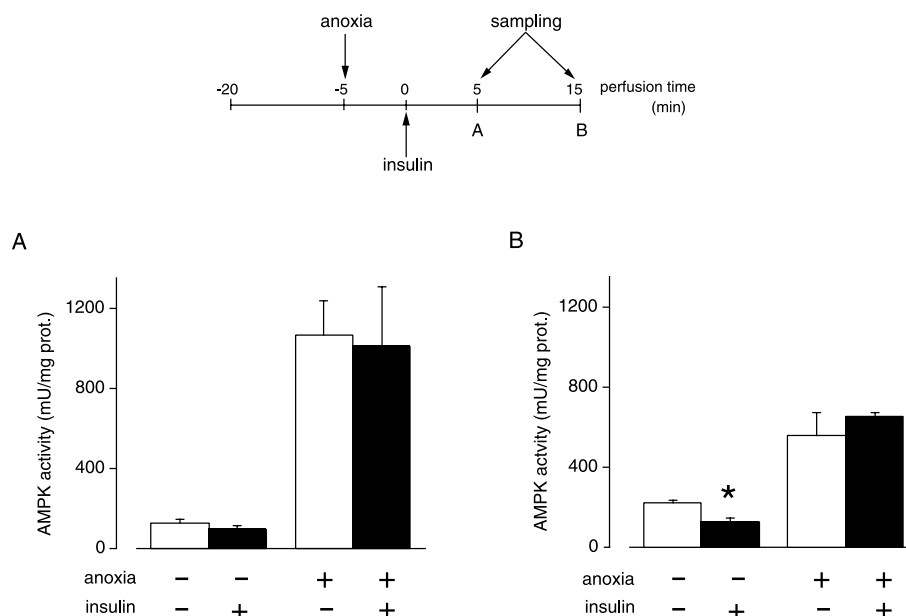 anoxia sampling
-20 -5 0 5 15 perfusion time
(min)
A B
insulin
A
AMPK activity (mU/mg prot.)
1200
800
400
0
anoxia − − + +
insulin − + − +
B
AMPK activity (mU/mg prot.)
1200
800
400
0
*
anoxia − − + +
insulin − + − +